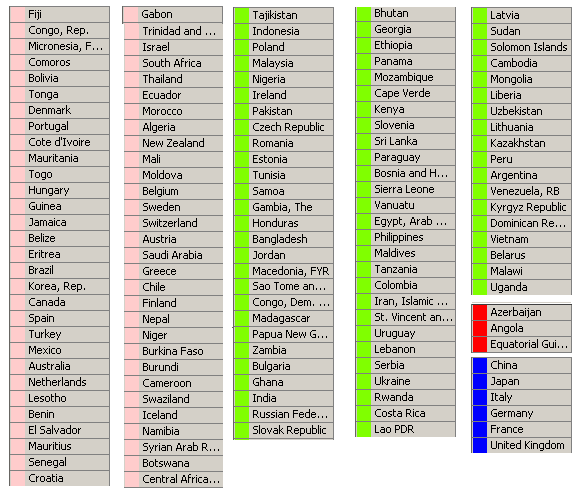 Fiji
Congo, Rep.
Micronesia, F...
Comoros
Bolivia
Tonga
Denmark
Portugal
Cote d'Ivoire
Mauritania
Togo
Hungary
Guinea
Jamaica
Belize
Eritrea
Brazil
Korea, Rep.
Canada
Spain
Turkey
Mexico
Australia
Netherlands
Lesotho
Benin
El Salvador
Mauritius
Senegal
Croatia
Gabon
Trinidad and ...
Israel
South Africa
Thailand
Ecuador
Morocco
Algeria
New Zealand
Mali
Moldova
Belgium
Sweden
Switzerland
Austria
Saudi Arabia
Greece
Chile
Finland
Nepal
Niger
Burkina Faso
Burundi
Cameroon
Swaziland
Iceland
Namibia
Syrian Arab R...
Botswana
Central Africa...
Tajikistan
Indonesia
Poland
Malaysia
Nigeria
Ireland
Pakistan
Czech Republic
Romania
Estonia
Tunisia
Samoa
Gambia, The
Honduras
Bangladesh
Jordan
Macedonia, FYR
Sao Tome an...
Congo, Dem. ...
Madagascar
Papua New G...
Zambia
Bulgaria
Ghana
India
Russian Fede...
Slovak Republic
Bhutan
Georgia
Ethiopia
Panama
Mozambique
Cape Verde
Kenya
Slovenia
Sri Lanka
Paraguay
Bosnia and H...
Sierra Leone
Vanuatu
Egypt, Arab ...
Philippines
Maldives
Tanzania
Colombia
Iran, Islamic ...
St. Vincent an...
Uruguay
Lebanon
Serbia
Ukraine
Rwanda
Costa Rica
Lao PDR
Latvia
Sudan
Solomon Islands
Cambodia
Mongolia
Liberia
Uzbekistan
Lithuania
Kazakhstan
Peru
Argentina
Venezuela, RB
Kyrgyz Republic
Dominican Re...
Vietnam
Belarus
Malawi
Uganda
Azerbaijan
Angola
Equatorial Gui...
China
Japan
Italy
Germany
France
United Kingdom